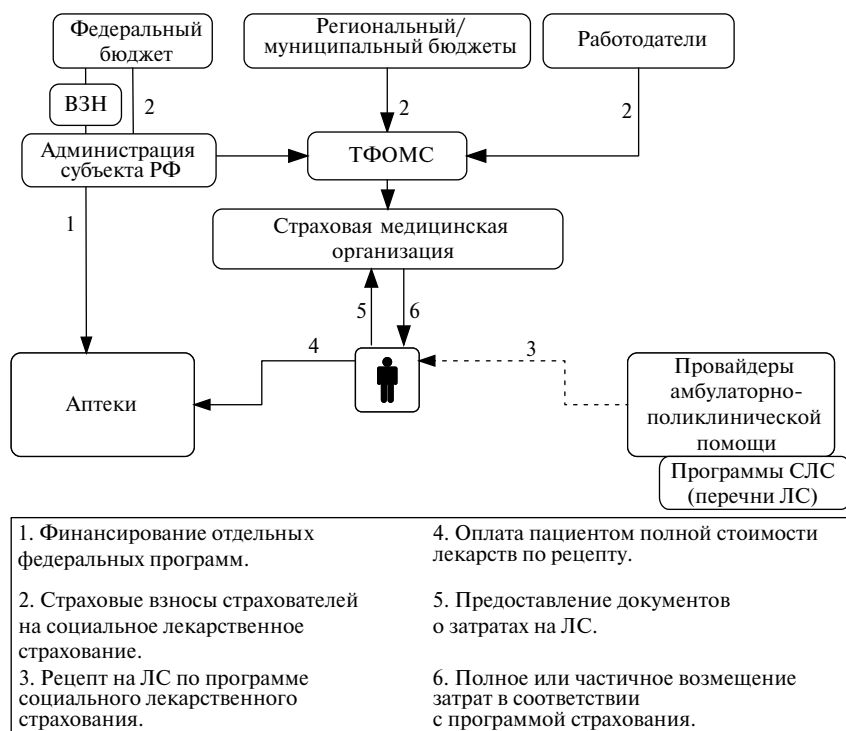 Федеральный
бюджет
Региональный/
муниципальный бюджеты
Работодатели
ВЗН
2
2
2
Администрация
субъекта РФ
ТФОМС
1
Страховая медицинская
организация
5
6
4
3
Аптеки
Провайдеры
амбулаторно-
поликлинической
помощи
Программы СЛС
(перечни ЛС)
1. Финансирование отдельных
федеральных программ.
2. Страховые взносы страхователей
на социальное лекарственное
страхование.
3. Рецепт на ЛС по программе
социального лекарственного
страхования.
4. Оплата пациентом полной стоимости
лекарств по рецепту.
5. Предоставление документов
о затратах на ЛС.
6. Полное или частичное возмещение
затрат в соответствии
с программой страхования.